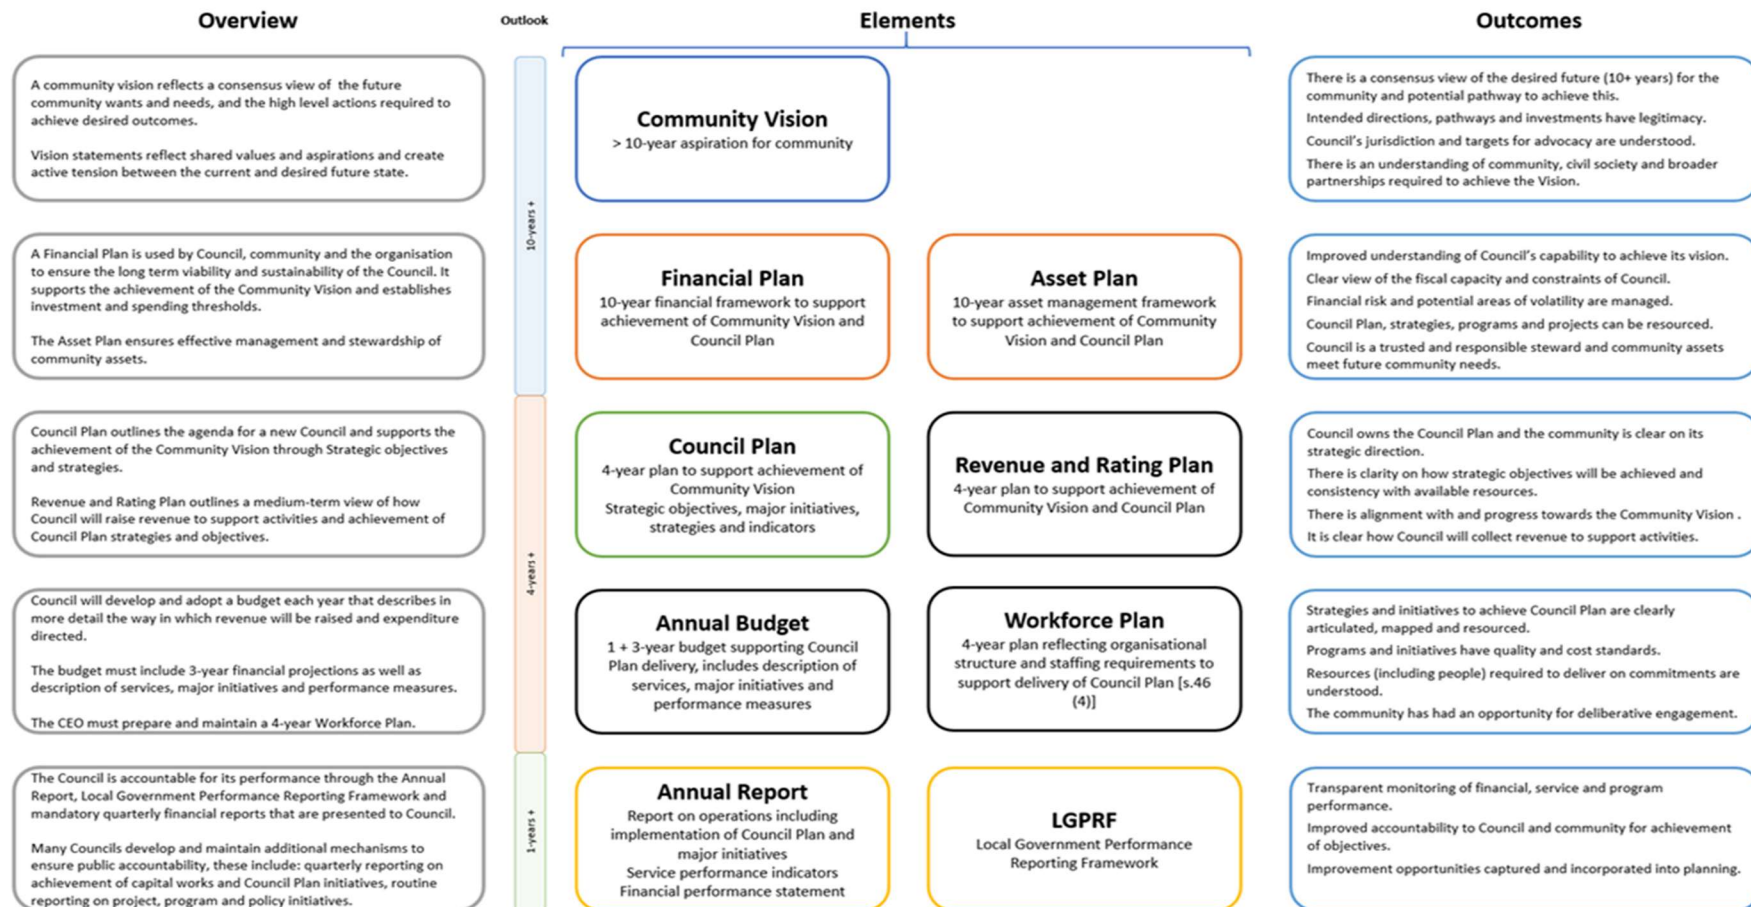 Overview
Outlook
Elements
Outcomes
A community vision reflects a consensus view of the future
community wants and needs, and the high level actions required to
achieve desired outcomes.
Vision statements reflect shared values and aspirations and create
active tension between the current and desired future state.
10-years +
Community Vision
> 10-year aspiration for community
There is a consensus view of the desired future (10+ years) for the
community and potential pathway to achieve this.
Intended directions, pathways and investments have legitimacy.
Council's jurisdiction and targets for advocacy are understood.
There is an understanding of community, civil society and broader
partnerships required to achieve the Vision.
A Financial Plan is used by Council, community and the organisation
to ensure the long term viability and sustainability of the Council. It
supports the achievement of the Community Vision and establishes
investment and spending thresholds.
The Asset Plan ensures effective management and stewardship of
community assets.
Financial Plan
10-year financial framework to support
achievement of Community Vision and
Council Plan
Asset Plan
10-year asset management framework
to support achievement of Community
Vision and Council Plan
Improved understanding of Council's capability to achieve its vision.
Clear view of the fiscal capacity and constraints of Council.
Financial risk and potential areas of volatility are managed.
Council Plan, strategies, programs and projects can be resourced.
Council is a trusted and responsible steward and community assets
meet future community needs.
Council Plan outlines the agenda for a new Council and supports the
achievement of the Community Vision through Strategic objectives
and strategies.
Revenue and Rating Plan outlines a medium-term view of how
Council will raise revenue to support activities and achievement of
Council Plan strategies and objectives.
4-years +
Council Plan
4-year plan to support achievement of
Community Vision
Strategic objectives, major initiatives,
strategies and indicators
Revenue and Rating Plan
4-year plan to support achievement of
Community Vision and Council Plan
Council owns the Council Plan and the community is clear on its
strategic direction.
There is clarity on how strategic objectives will be achieved and
consistency with available resources.
There is alignment with and progress towards the Community Vision .
It is clear how Council will collect revenue to support activities.
Council will develop and adopt a budget each year that describes in
more detail the way in which revenue will be raised and expenditure
directed.
The budget must include 3-year financial projections as well as
description of services, major initiatives and performance measures.
The CEO must prepare and maintain a 4-year Workforce Plan.
Annual Budget
1 + 3-year budget supporting Council
Plan delivery, includes description of
services, major initiatives and
performance measures
Workforce Plan
4-year plan reflecting organisational
structure and staffing requirements to
support delivery of Council Plan [s.46
(4)]
Strategies and initiatives to achieve Council Plan are clearly
articulated, mapped and resourced.
Programs and initiatives have quality and cost standards.
Resources (including people) required to deliver on commitments are
understood.
The community has had an opportunity for deliberative engagement.
The Council is accountable for its performance through the Annual
Report, Local Government Performance Reporting Framework and
mandatory quarterly financial reports that are presented to Council.
Many Councils develop and maintain additional mechanisms to
ensure public accountability, these include: quarterly reporting on
achievement of capital works and Council Plan initiatives, routine
reporting on project, program and policy initiatives.
1-years +
Annual Report
Report on operations including
implementation of Council Plan and
major initiatives
Service performance indicators
Financial performance statement
LGPRF
Local Government Performance
Reporting Framework
Transparent monitoring of financial, service and program
performance.
Improved accountability to Council and community for achievement
of objectives.
Improvement opportunities captured and incorporated into planning.